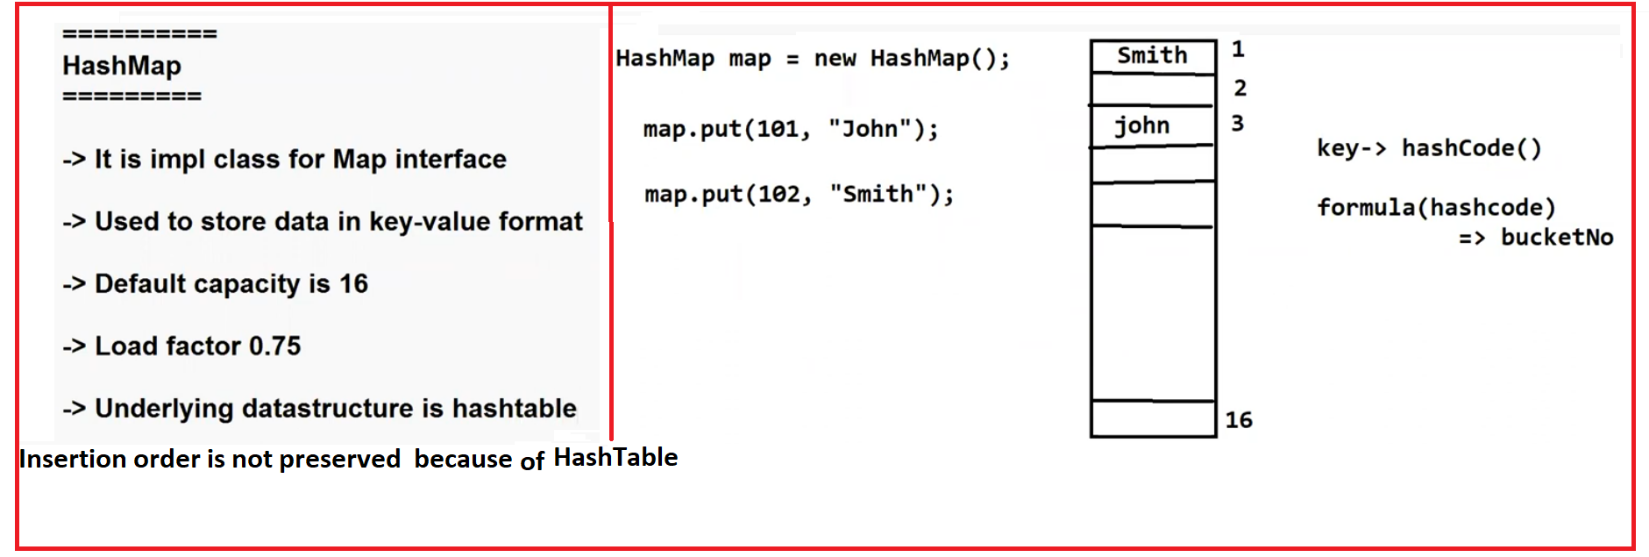 ==========
HashMap
=========
-> It is impl class for Map interface
-> Used to store data in key-value format
-> Default capacity is 16
-> Load factor 0.75
-> Underlying datastructure is hashtable
Insertion order is not preserved because of HashTable
HashMap map = new HashMap();
map.put(101, "John");
map.put(102, "Smith");
Smith 1
2
john 3
16
key-> hashCode()
formula(hashcode)
=> bucketNo